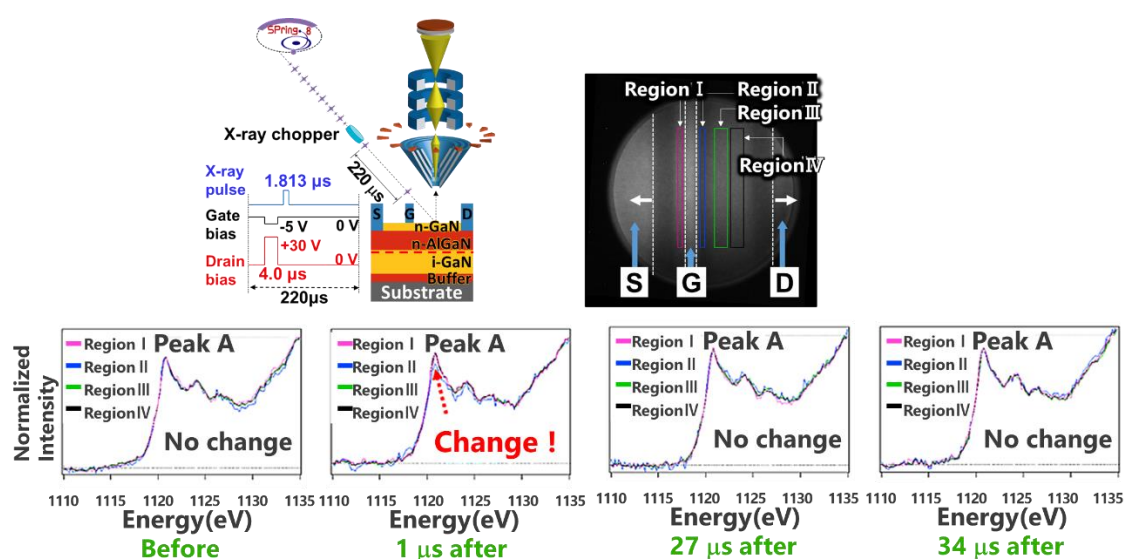 SPring. 8
X-ray chopper
220 μs
X-ray
pulse
1.813 μs
Gate
bias
-5 V
0 V
Drain
bias
+30 V
0 V
4.0 μs
220μs
S
G
D
n-GaN
n-AlGaN
i-GaN
Buffer
Substrate
Region Ⅰ
Region Ⅱ
Region Ⅲ
Region Ⅳ
S
G
D
Normalized
Intensity
Peak A
Region Ⅰ
Region Ⅱ
Region Ⅲ
Region Ⅳ
No change
1110 1115 1120 1125 1130 1135
Energy(eV)
Before
Peak A
Region Ⅰ
Region Ⅱ
Region Ⅲ
Region Ⅳ
Change !
1110 1115 1120 1125 1130 1135
Energy(eV)
1 μs after
Peak A
Region Ⅰ
Region Ⅱ
Region Ⅲ
Region Ⅳ
No change
1110 1115 1120 1125 1130 1135
Energy(eV)
27 μs after
Peak A
Region Ⅰ
Region Ⅱ
Region Ⅲ
Region Ⅳ
No change
1110 1115 1120 1125 1130 1135
Energy(eV)
34 μs after